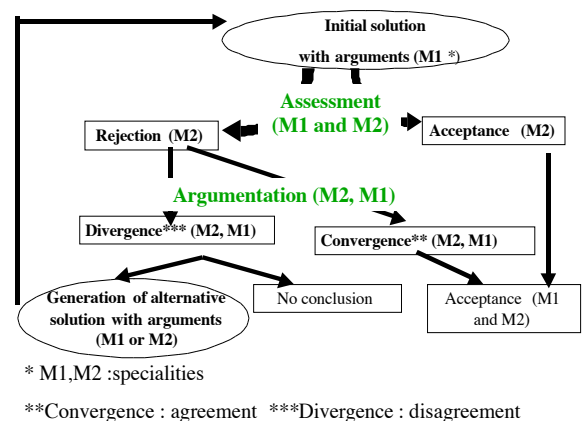 Initial solution
with arguments (M1 *)
Assessment
(M1 and M2)
Rejection (M2)
Acceptance (M2)
Argumentation (M2, M1)
Divergence*** (M2, M1)
Convergence** (M2, M1)
Generation of alternative
solution with arguments
(M1 or M2)
No conclusion
Acceptance (M1
and M2)
* M1,M2 :specialities
**Convergence : agreement ***Divergence : disagreement